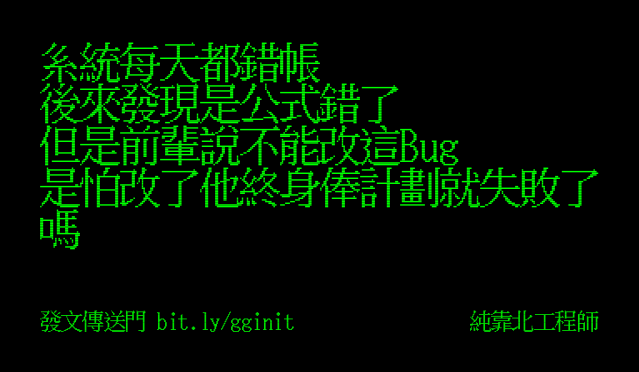 系統每天都錯帳
後來發現是公式錯了
但是前輩說不能改這Bug
是怕改了他終身俸計劃就失敗了
嗎
發文傳送門 bit.ly/gginit
純靠北工程師